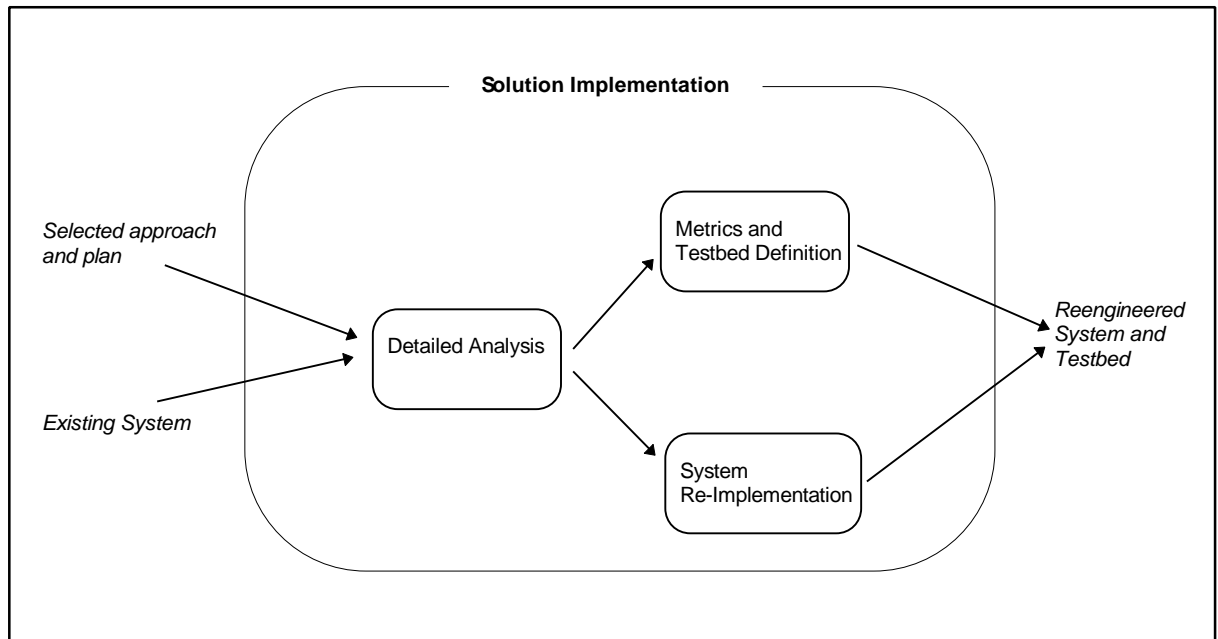 Solution Implementation
Selected approach
and plan
Existing System
Detailed Analysis
Metrics and
Testbed Definition
System
Re-Implementation
Reengineered
System and
Testbed